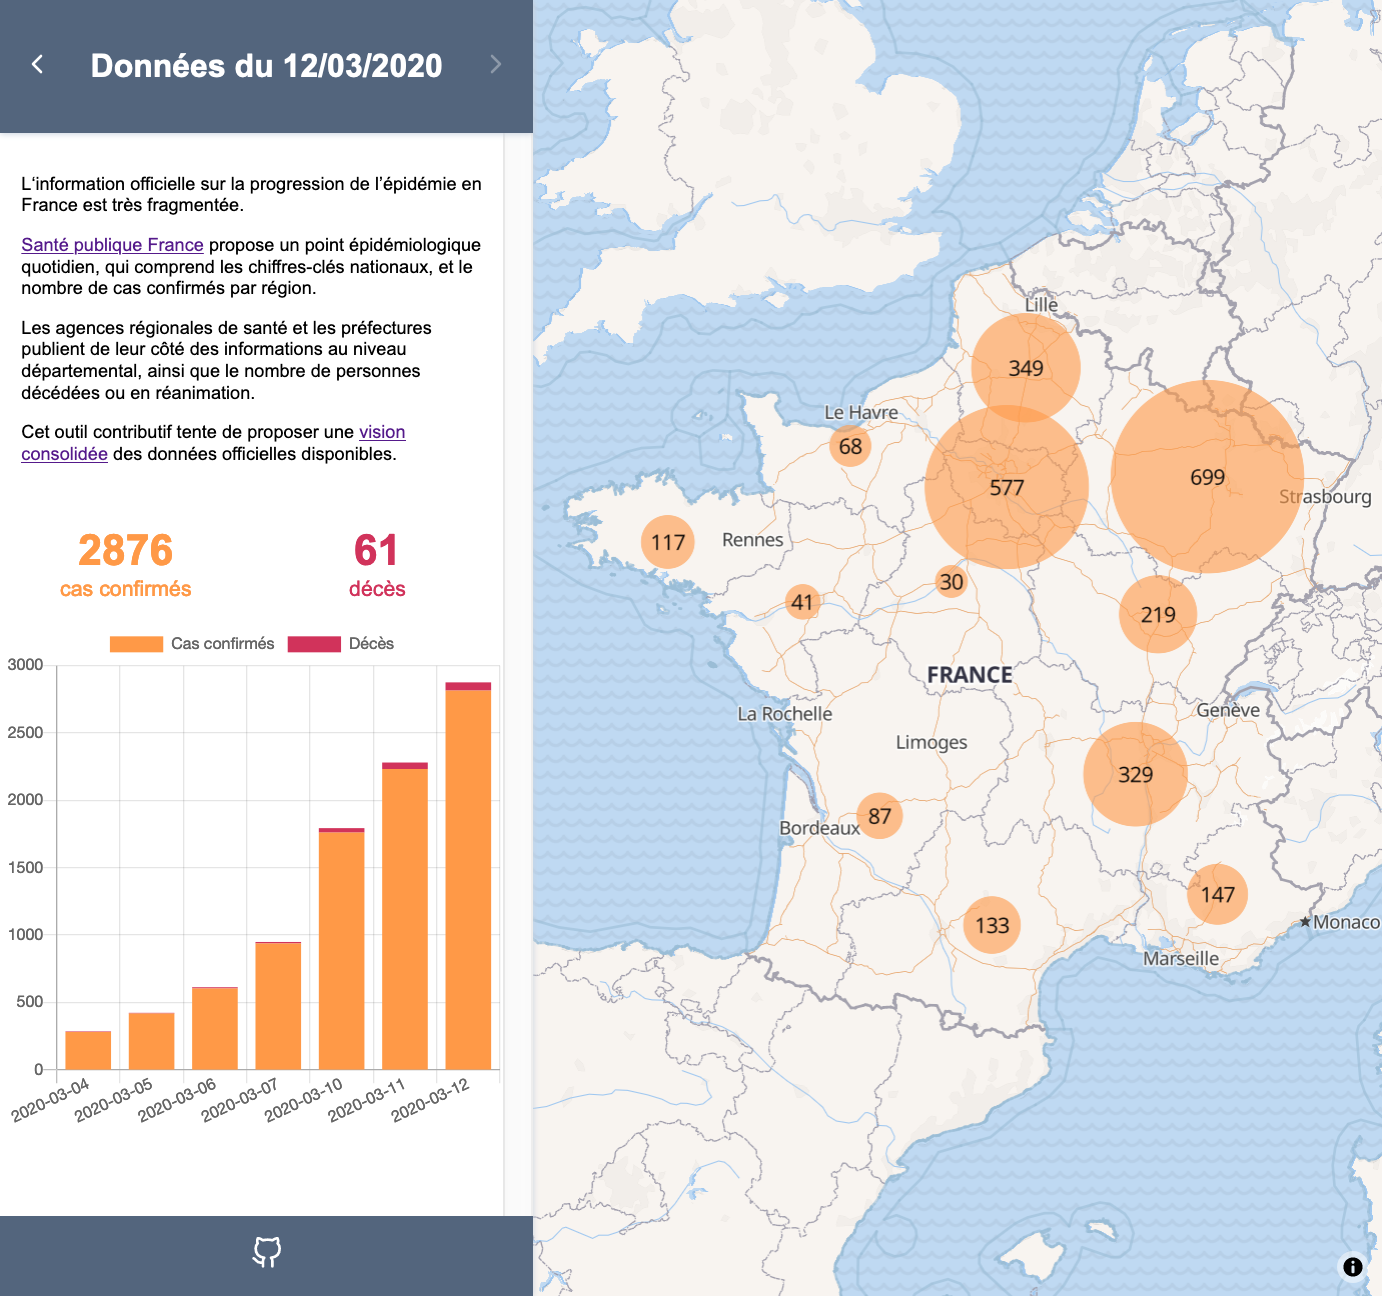 Données du 12/03/2020
L‘information officielle sur la progression de l’épidémie en
France est très fragmentée.
Santé publique France propose un point épidémiologique
quotidien, qui comprend les chiffres-clés nationaux, et le
nombre de cas confirmés par région.
Les agences régionales de santé et les préfectures
publient de leur côté des informations au niveau
départemental, ainsi que le nombre de personnes
décédées ou en réanimation.
Cet outil contributif tente de proposer une vision
consolidée des données officielles disponibles.
2876
cas confirmés
61
décès
Cas confirmés
Décès
3000
2500
2000
1500
1000
500
0
2020-03-04
2020-03-05
2020-03-06
2020-03-07
2020-03-10
2020-03-11
2020-03-12
Lille
349
Le Havre
68
577
699
Strasbourg
117
Rennes
30
41
219
FRANCE
La Rochelle
Genève
Limoges
329
87
Bordeaux
147
133
Monaco
Marseille